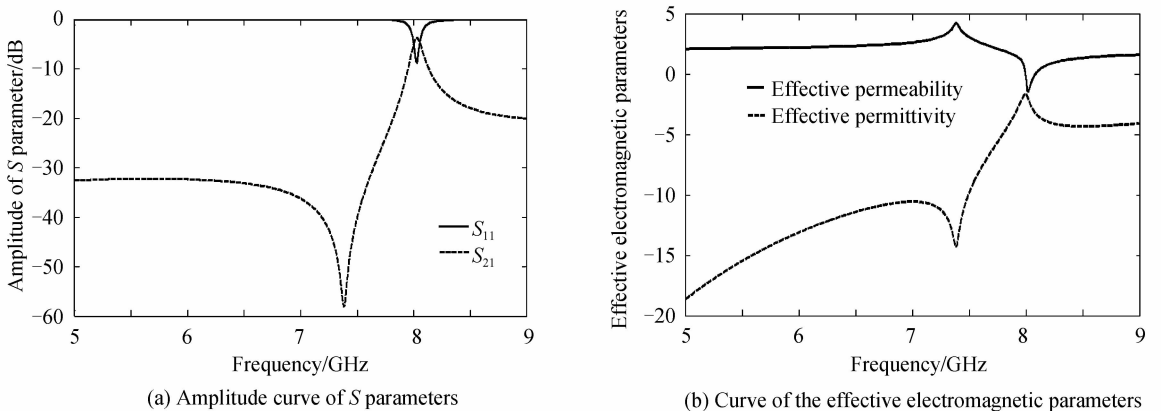 Amplitude of S parameter/dB
0
−10
−20
−30
−40
−50
−60
S11
S21
5
6
7
8
9
Frequency/GHz
(a) Amplitude curve of S parameters
Effective electromagnetic parameters
5
0
−5
−10
−15
−20
Effective permeability
Effective permittivity
5
6
7
8
9
Frequency/GHz
(b) Curve of the effective electromagnetic parameters